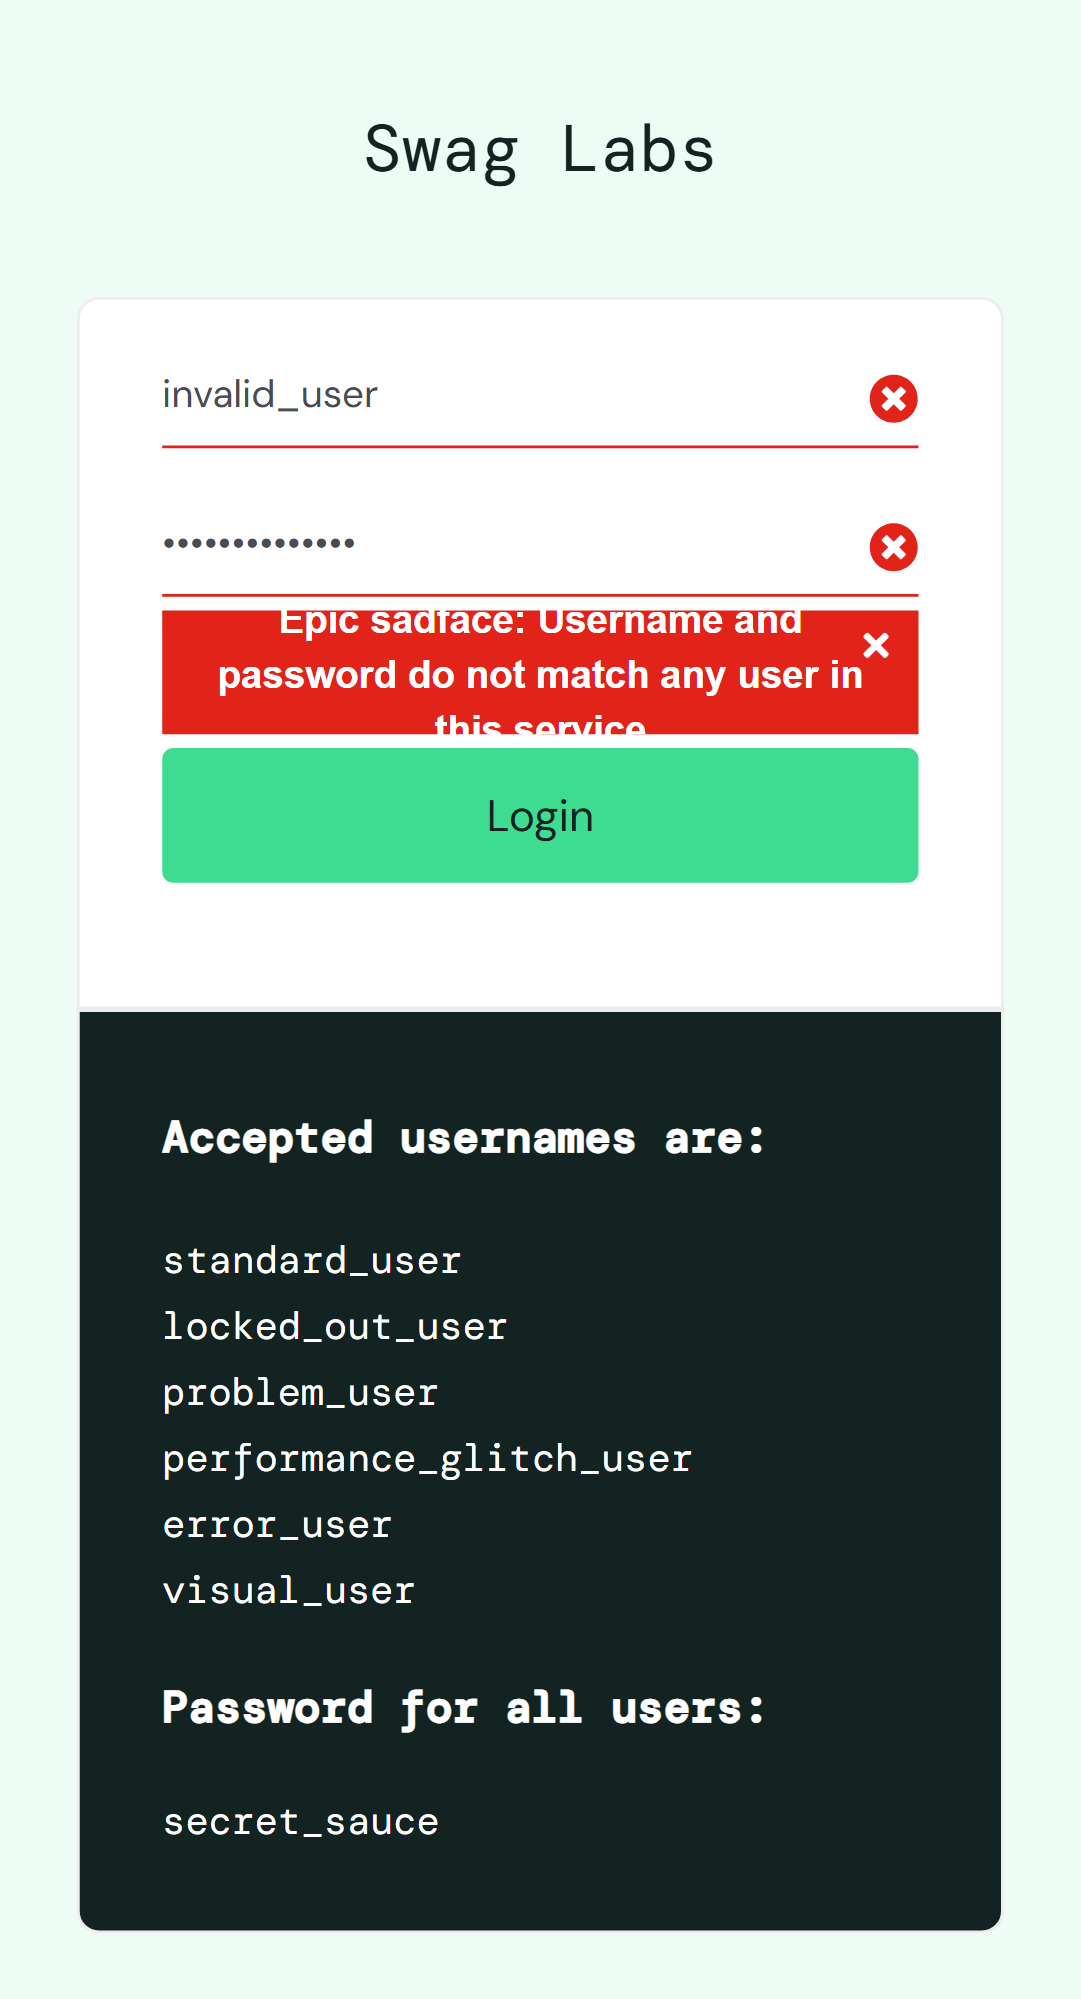 Swag Labs
invalid_user
••••••••••••••
Epic sadface: Username and
password do not match any user in
this service
Login
Accepted usernames are:
standard_user
locked_out_user
problem_user
performance_glitch_user
error_user
visual_user
Password for all users:
secret_sauce